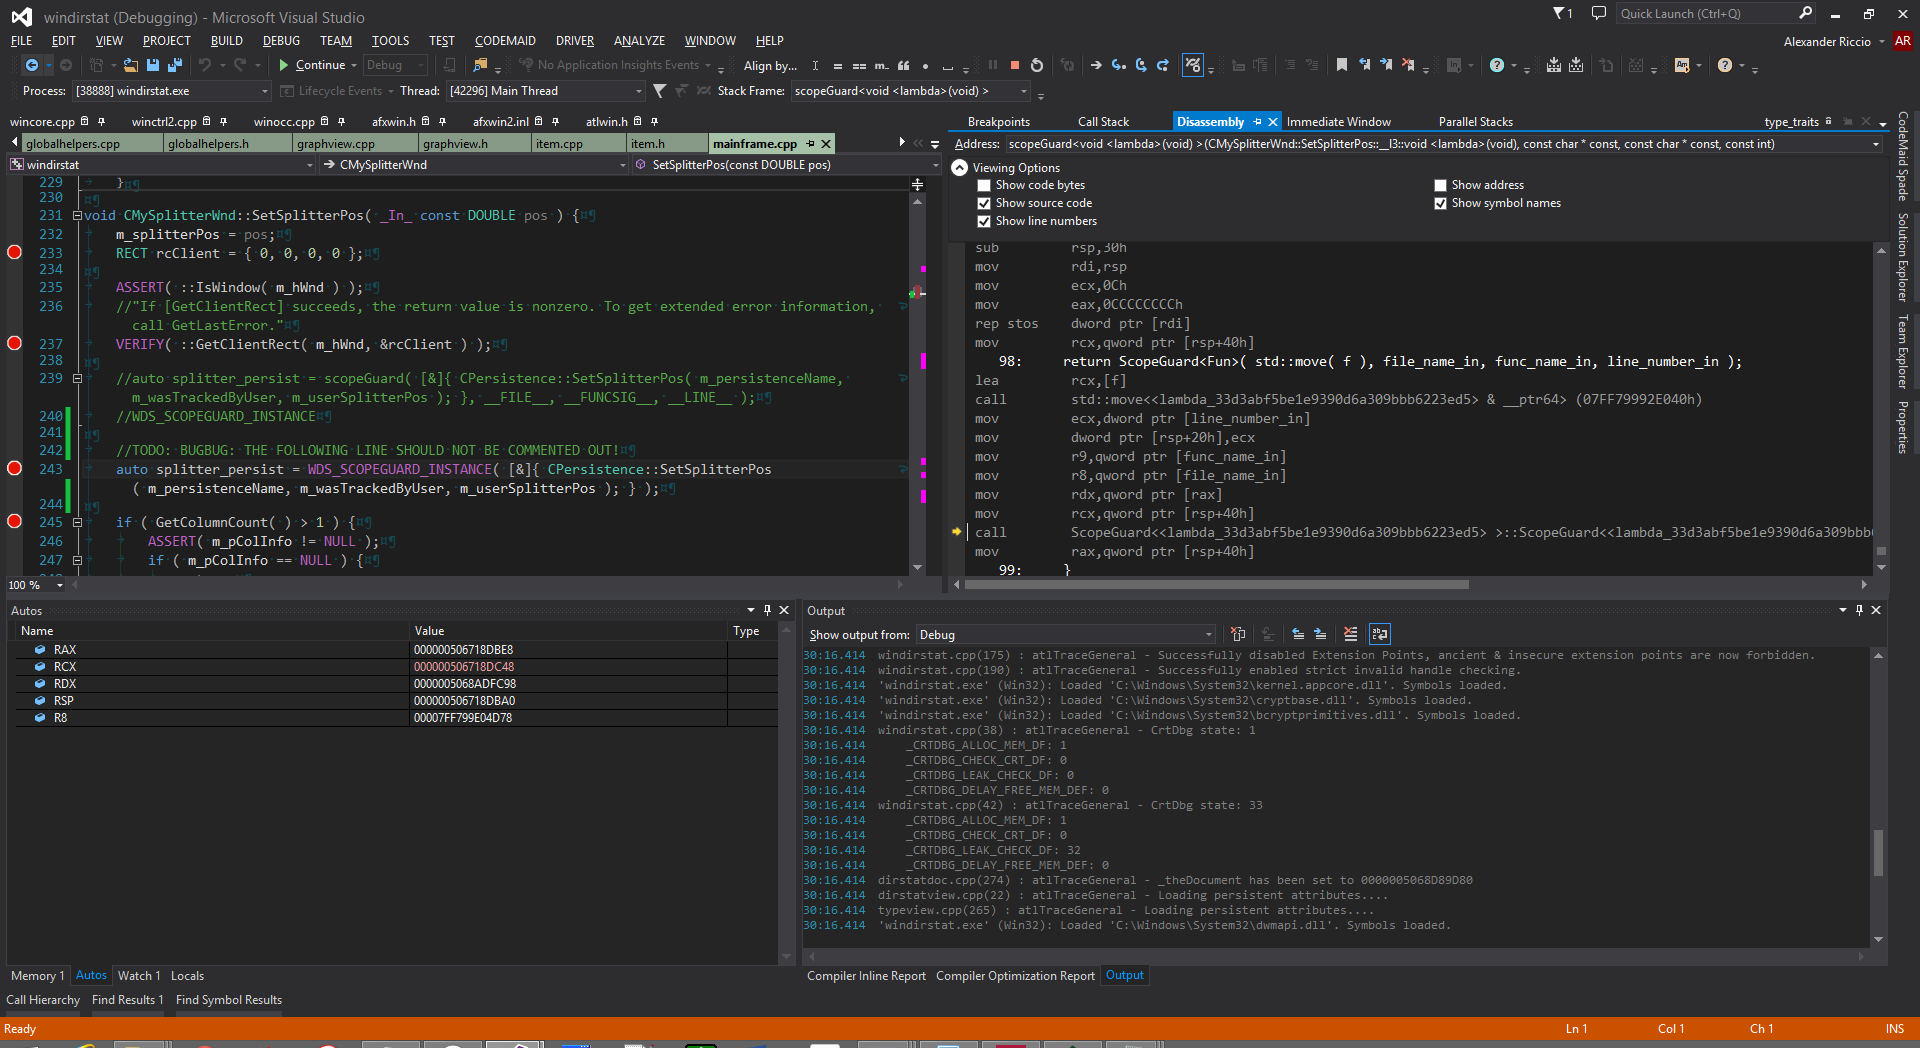 windirstat (Debugging) - Microsoft Visual Studio
1
Quick Launch (Ctrl+Q)
FILE EDIT VIEW PROJECT BUILD DEBUG TEAM TOOLS TEST CODEMAID DRIVER ANALYZE WINDOW HELP
Alexander Riccio AR
Continue Debug No Application Insights Events Align by...
Process: [38888] windirstat.exe Lifecycle Events Thread: [42296] Main Thread Stack Frame: scopeGuard<void <lambda>(void) >
wincore.cpp winctrl2.cpp winocc.cpp afxwin.h afxwin2.inl atlwin.h
globalhelpers.cpp globalhelpers.h graphview.cpp graphview.h item.cpp item.h mainframe.cpp
windirstat CMySplitterWnd SetSplitterPos(const DOUBLE pos)
229 }¤¶
230 ¤¶
231 void CMySplitterWnd::SetSplitterPos( _In_ const DOUBLE pos ) {¤¶
232 m_splitterPos = pos;¤¶
233 RECT rcClient = { 0, 0, 0, 0 };¤¶
234 ¤¶
235 ASSERT( ::IsWindow( m_hWnd ) );¤¶
236 //"If [GetClientRect] succeeds, the return value is nonzero. To get extended error information,
call GetLastError."¤¶
237 VERIFY( ::GetClientRect( m_hWnd, &rcClient ) );¤¶
238 ¤¶
239 //auto splitter_persist = scopeGuard( [&]{ CPersistence::SetSplitterPos( m_persistenceName,
m_wasTrackedByUser, m_userSplitterPos ); }, __FILE__, __FUNCSIG__, __LINE__ );¤¶
240 //WDS_SCOPEGUARD_INSTANCE¤¶
241 ¤¶
242 //TODO: BUGBUG: THE FOLLOWING LINE SHOULD NOT BE COMMENTED OUT!¤¶
243 auto splitter_persist = WDS_SCOPEGUARD_INSTANCE( [&]{ CPersistence::SetSplitterPos
( m_persistenceName, m_wasTrackedByUser, m_userSplitterPos ); } );¤¶
244 ¤¶
245 if ( GetColumnCount( ) > 1 ) {¤¶
246 ASSERT( m_pColInfo != NULL );¤¶
247 if ( m_pColInfo == NULL ) {¤¶
100 %
Breakpoints Call Stack Disassembly Immediate Window Parallel Stacks type_traits
Address: scopeGuard<void <lambda>(void) >(CMySplitterWnd::SetSplitterPos::__l3::void <lambda>(void), const char * const, const char * const, const int)
Viewing Options
Show code bytes Show address
Show source code Show symbol names
Show line numbers
sub rsp,30h
mov rdi,rsp
mov ecx,0Ch
mov eax,0CCCCCCCCh
rep stos dword ptr [rdi]
mov rcx,qword ptr [rsp+40h]
98: return ScopeGuard<Fun>( std::move( f ), file_name_in, func_name_in, line_number_in );
lea rcx,[f]
call std::move<<lambda_33d3abf5be1e9390d6a309bbb6223ed5> & __ptr64> (07FF79992E040h)
mov ecx,dword ptr [line_number_in]
mov dword ptr [rsp+20h],ecx
mov r9,qword ptr [func_name_in]
mov r8,qword ptr [file_name_in]
mov rdx,qword ptr [rax]
mov rcx,qword ptr [rsp+40h]
call ScopeGuard<<lambda_33d3abf5be1e9390d6a309bbb6223ed5> >::ScopeGuard<<lambda_33d3abf5be1e9390d6a309bbb
mov rax,qword ptr [rsp+40h]
99: }
CodeMaid Spade
Solution Explorer
Team Explorer
Properties
Autos
Name Value Type
RAX 000000506718DBE8
RCX 000000506718DC48
RDX 0000005068ADFC98
RSP 000000506718DBA0
R8 00007FF799E04D78
Memory 1 Autos Watch 1 Locals
Output
Show output from: Debug
30:16.414 windirstat.cpp(175) : atlTraceGeneral - Successfully disabled Extension Points, ancient & insecure extension points are now forbidden.
30:16.414 windirstat.cpp(190) : atlTraceGeneral - Successfully enabled strict invalid handle checking.
30:16.414 'windirstat.exe' (Win32): Loaded 'C:\Windows\System32\kernel.appcore.dll'. Symbols loaded.
30:16.414 'windirstat.exe' (Win32): Loaded 'C:\Windows\System32\cryptbase.dll'. Symbols loaded.
30:16.414 'windirstat.exe' (Win32): Loaded 'C:\Windows\System32\bcryptprimitives.dll'. Symbols loaded.
30:16.414 windirstat.cpp(38) : atlTraceGeneral - CrtDbg state: 1
30:16.414 _CRTDBG_ALLOC_MEM_DF: 1
30:16.414 _CRTDBG_CHECK_CRT_DF: 0
30:16.414 _CRTDBG_LEAK_CHECK_DF: 0
30:16.414 _CRTDBG_DELAY_FREE_MEM_DEF: 0
30:16.414 windirstat.cpp(42) : atlTraceGeneral - CrtDbg state: 33
30:16.414 _CRTDBG_ALLOC_MEM_DF: 1
30:16.414 _CRTDBG_CHECK_CRT_DF: 0
30:16.414 _CRTDBG_LEAK_CHECK_DF: 32
30:16.414 _CRTDBG_DELAY_FREE_MEM_DEF: 0
30:16.414 dirstatdoc.cpp(274) : atlTraceGeneral - _theDocument has been set to 0000005068D89D80
30:16.414 dirstatview.cpp(22) : atlTraceGeneral - Loading persistent attributes....
30:16.414 typeview.cpp(265) : atlTraceGeneral - Loading persistent attributes....
30:16.414 'windirstat.exe' (Win32): Loaded 'C:\Windows\System32\dwmapi.dll'. Symbols loaded.
Compiler Inline Report Compiler Optimization Report Output
Call Hierarchy Find Results 1 Find Symbol Results
Ready Ln 1 Col 1 Ch 1 INS